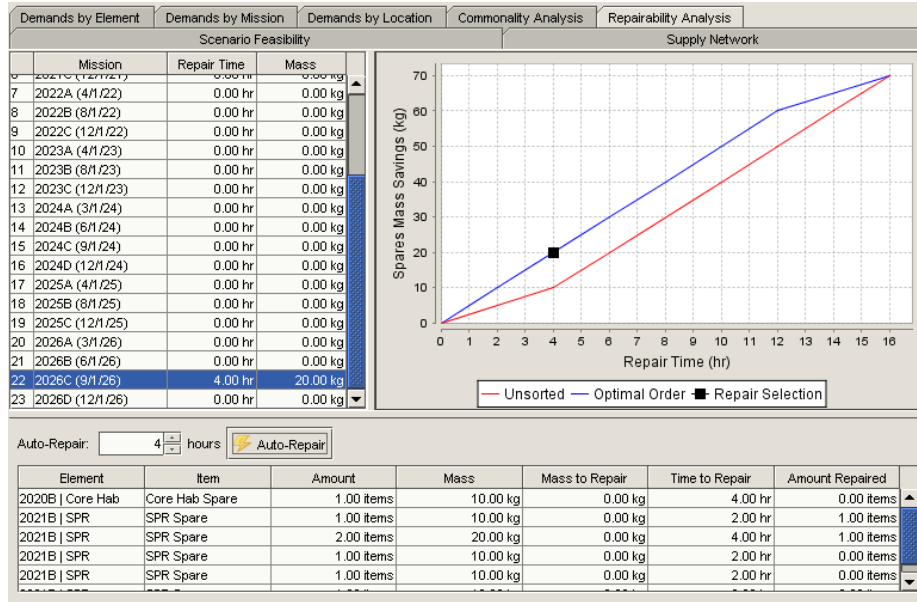 Demands by Element Demands by Mission Demands by Location Commonality Analysis Repairability Analysis
Scenario Feasibility Supply Network
Mission Repair Time Mass
7 2022A (4/1/22) 0.00 hr 0.00 kg
8 2022B (8/1/22) 0.00 hr 0.00 kg
9 2022C (12/1/22) 0.00 hr 0.00 kg
10 2023A (4/1/23) 0.00 hr 0.00 kg
11 2023B (8/1/23) 0.00 hr 0.00 kg
12 2023C (12/1/23) 0.00 hr 0.00 kg
13 2024A (3/1/24) 0.00 hr 0.00 kg
14 2024B (6/1/24) 0.00 hr 0.00 kg
15 2024C (9/1/24) 0.00 hr 0.00 kg
16 2024D (12/1/24) 0.00 hr 0.00 kg
17 2025A (4/1/25) 0.00 hr 0.00 kg
18 2025B (8/1/25) 0.00 hr 0.00 kg
19 2025C (12/1/25) 0.00 hr 0.00 kg
20 2026A (3/1/26) 0.00 hr 0.00 kg
21 2026B (6/1/26) 0.00 hr 0.00 kg
22 2026C (9/1/26) 4.00 hr 20.00 kg
23 2026D (12/1/26) 0.00 hr 0.00 kg
Spares Mass Savings (kg)
70
60
50
40
30
20
10
0
0 1 2 3 4 5 6 7 8 9 10 11 12 13 14 15 16
Repair Time (hr)
Unsorted Optimal Order Repair Selection
Auto-Repair: 4 hours Auto-Repair
Element Item Amount Mass Mass to Repair Time to Repair Amount Repaired
2020B | Core Hab Core Hab Spare 1.00 items 10.00 kg 0.00 kg 4.00 hr 0.00 items
2021B | SPR SPR Spare 1.00 items 10.00 kg 0.00 kg 2.00 hr 1.00 items
2021B | SPR SPR Spare 2.00 items 20.00 kg 0.00 kg 4.00 hr 1.00 items
2021B | SPR SPR Spare 1.00 items 10.00 kg 0.00 kg 2.00 hr 0.00 items
2021B | SPR SPR Spare 1.00 items 10.00 kg 0.00 kg 2.00 hr 0.00 items